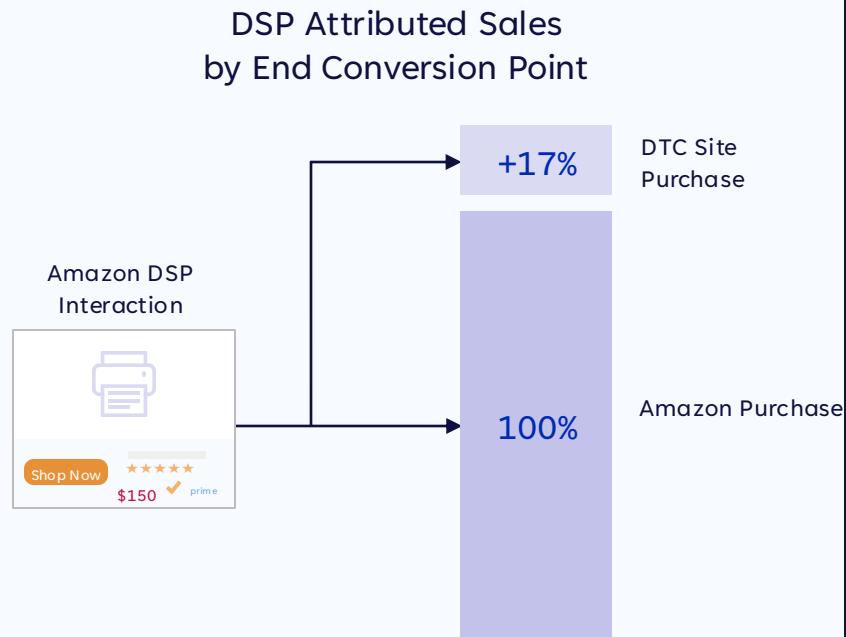 DSP Attributed Sales
by End Conversion Point
+17%
DTC Site
Purchase
Amazon DSP
Interaction
100%
Amazon Purchase
Shop Now
$150
prime